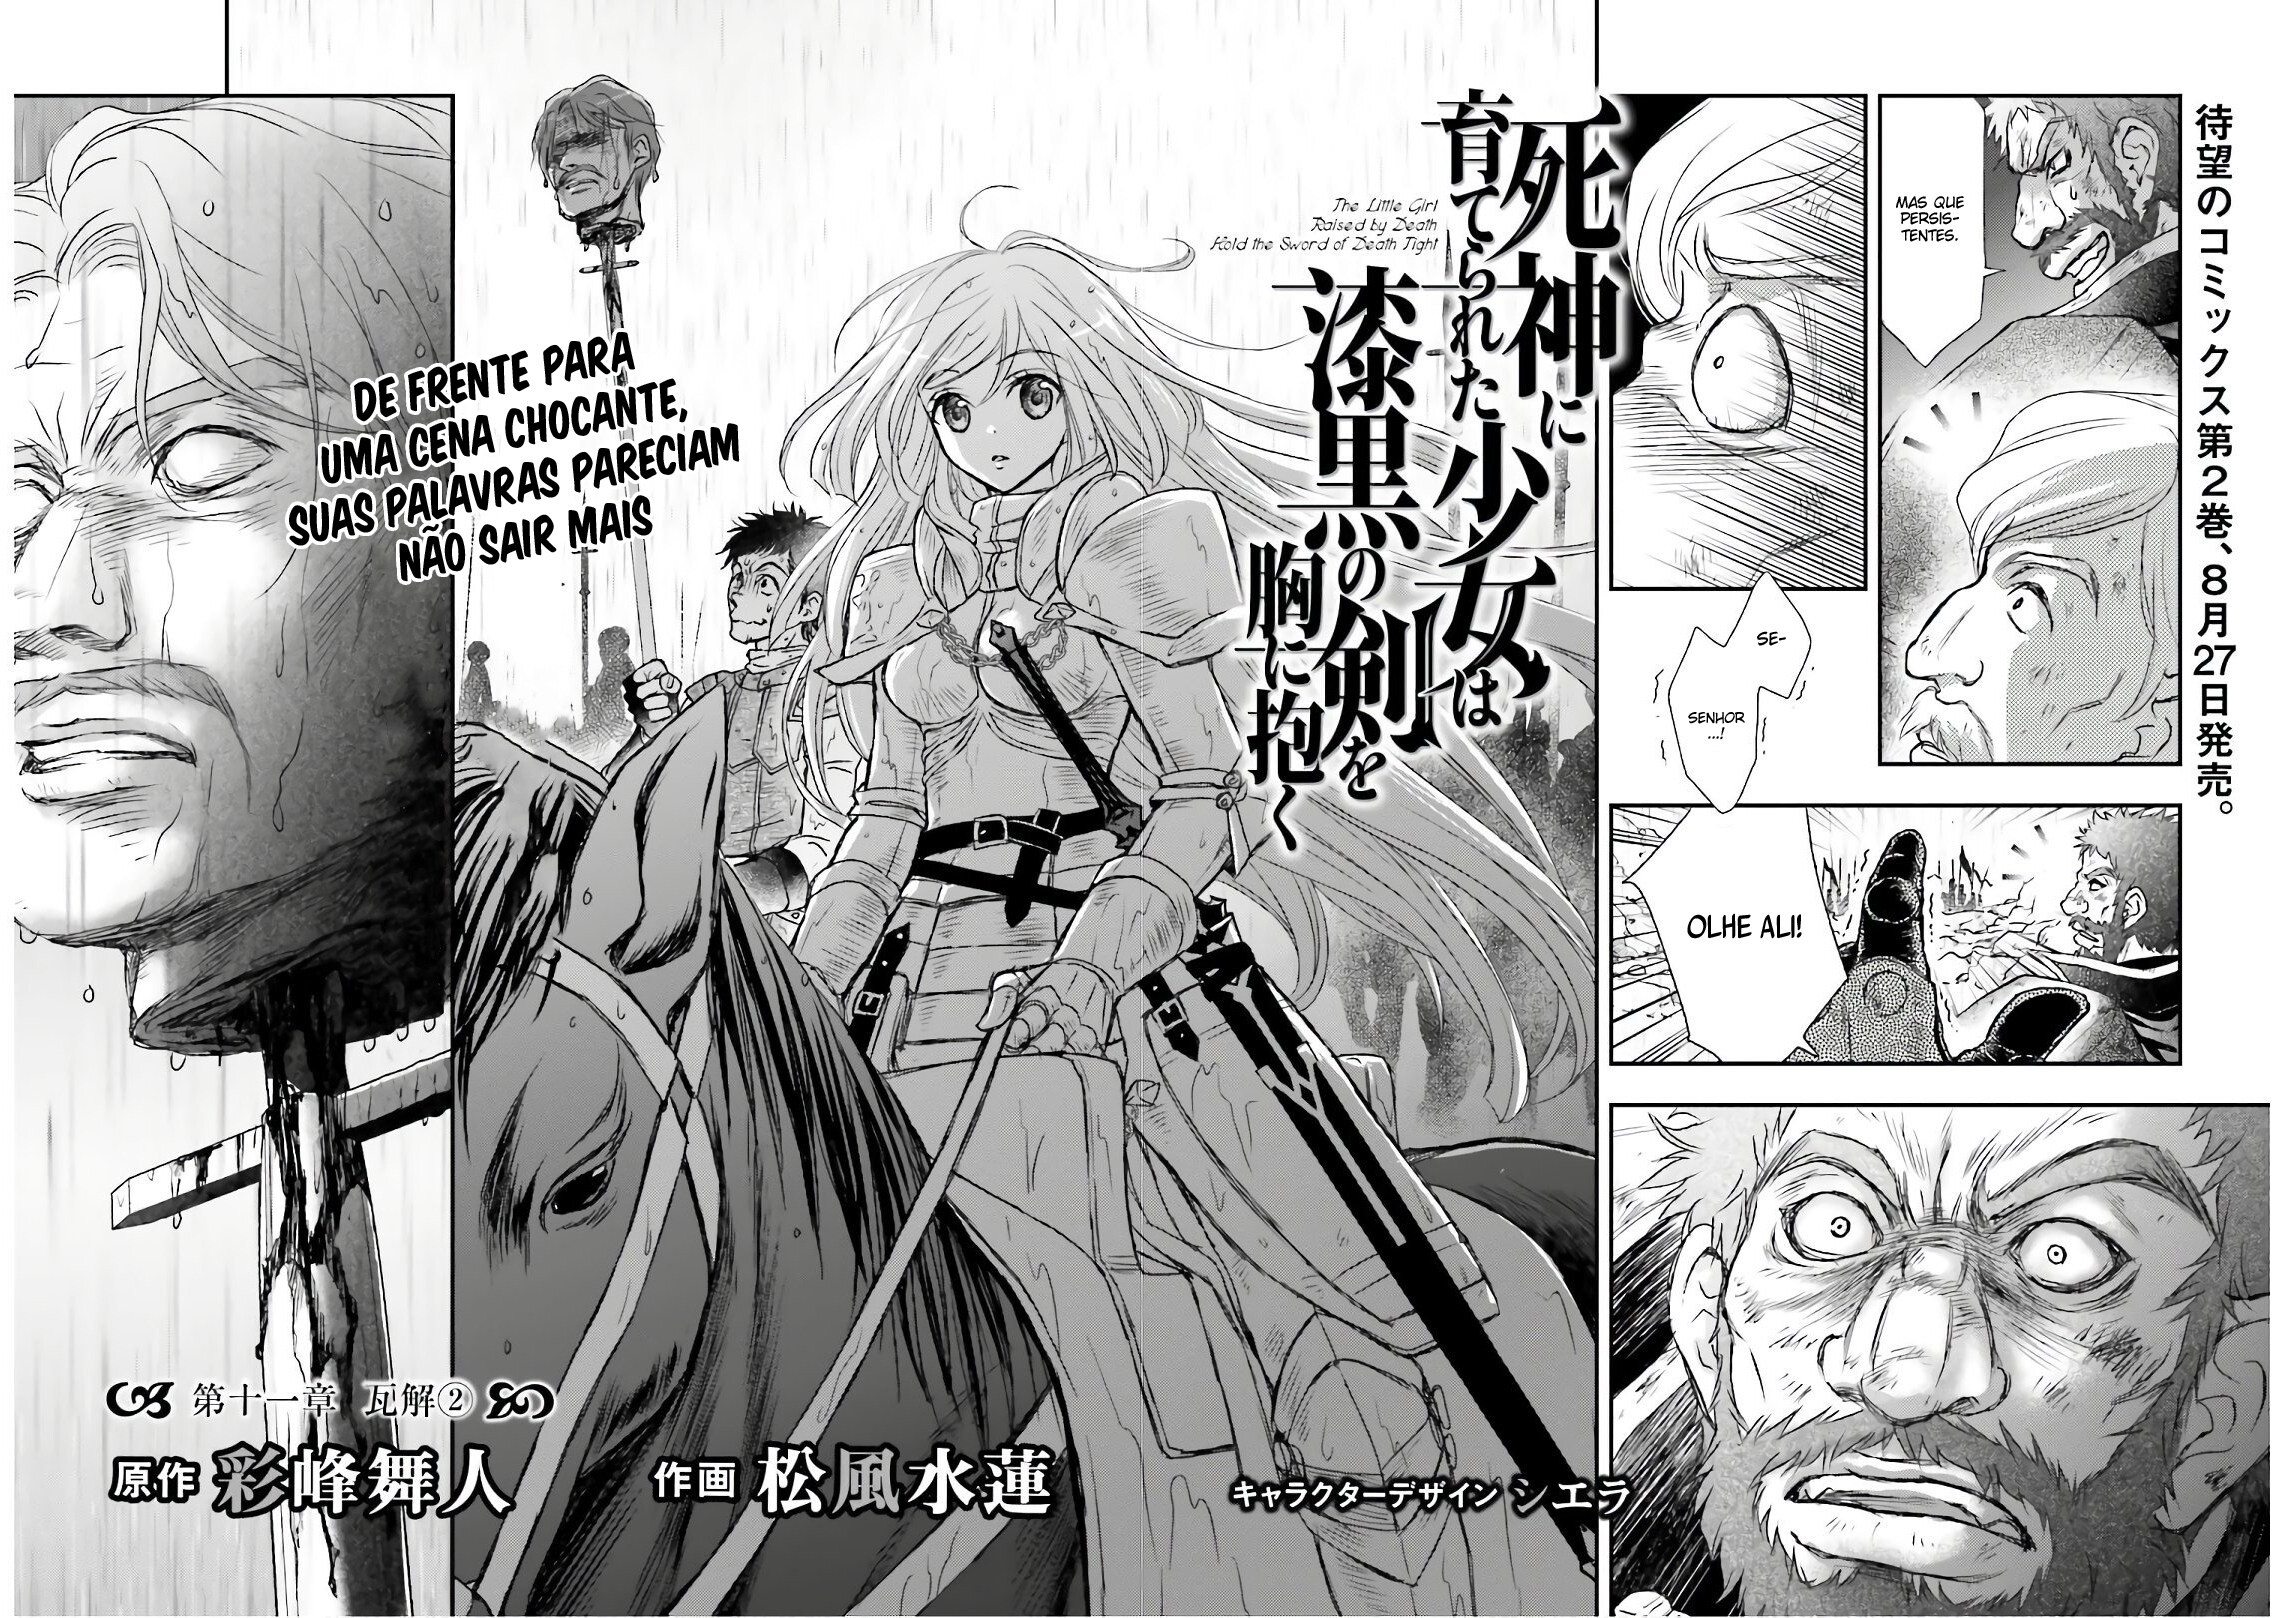 待望のコミックス第2巻、8月27日発売。
MAS QUE
PERSIS-
TENTES.
SE-
SENHOR
...!
OLHE ALI!
死神に
育てられた少女は
漆黒の剣を
胸に抱く
The Little Girl
Raised by Death
Hold the Sword of Death Tight
DE FRENTE PARA
UMA CENA CHOCANTE,
SUAS PALAVRAS PARECIAM
NÃO SAIR MAIS
第十一章 瓦解②
原作 彩峰舞人
作画 松風水蓮
キャラクターデザイン シエラ